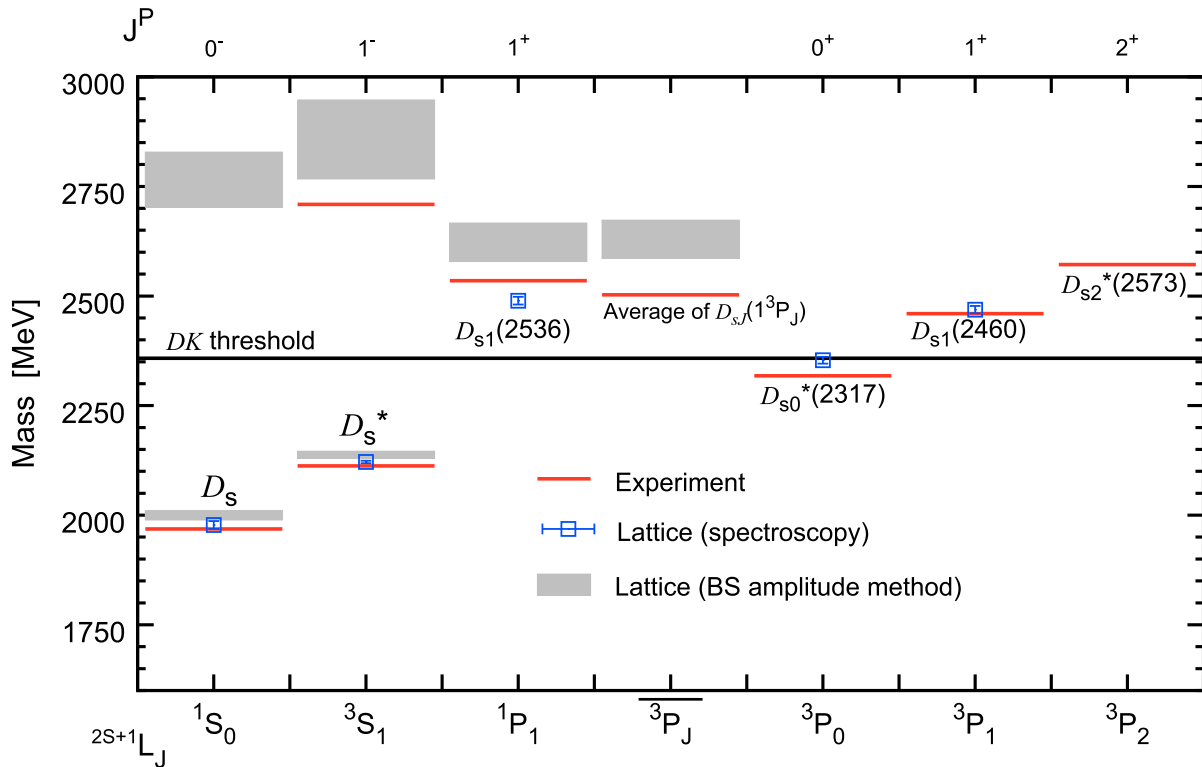 J^P 0^- 1^- 1^+ 0^+ 1^+ 2^+
3000
2750
2500
2250
2000
1750
Mass [MeV]
D_s1(2536)
Average of D_sJ(1^3P_J)
D_s0*(2317)
D_s1(2460)
D_s2*(2573)
DK threshold
D_s*
D_s
Experiment
Lattice (spectroscopy)
Lattice (BS amplitude method)
^2S+1L_J ^1S_0 ^3S_1 ^1P_1 \overline{^3P_J} ^3P_0 ^3P_1 ^3P_2